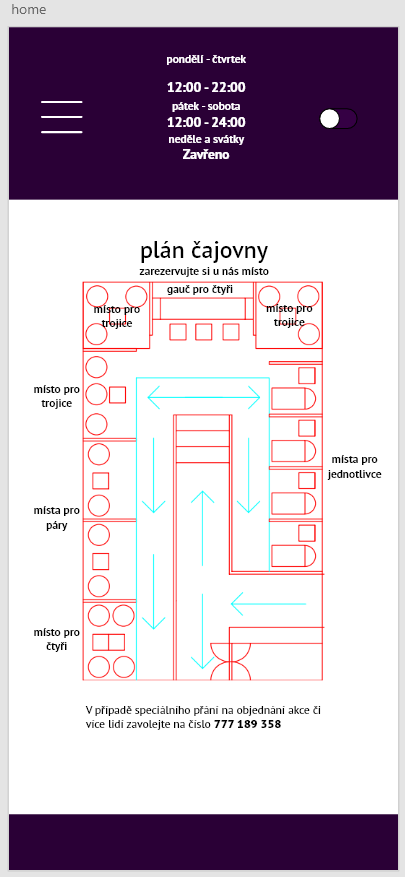 home
pondělí - čtvrtek
12:00 - 22:00
pátek - sobota
12:00 - 24:00
neděle a svátky
Zavřeno
plán čajovny
zarezervujte si u nás místo
gauč pro čtyři
místo pro
trojice
místo pro
trojice
místo pro
trojice
místa pro
jednotlivce
místa pro
páry
místo pro
čtyři
V případě speciálního přání na objednání akce či
více lidí zavolejte na číslo 777 189 358